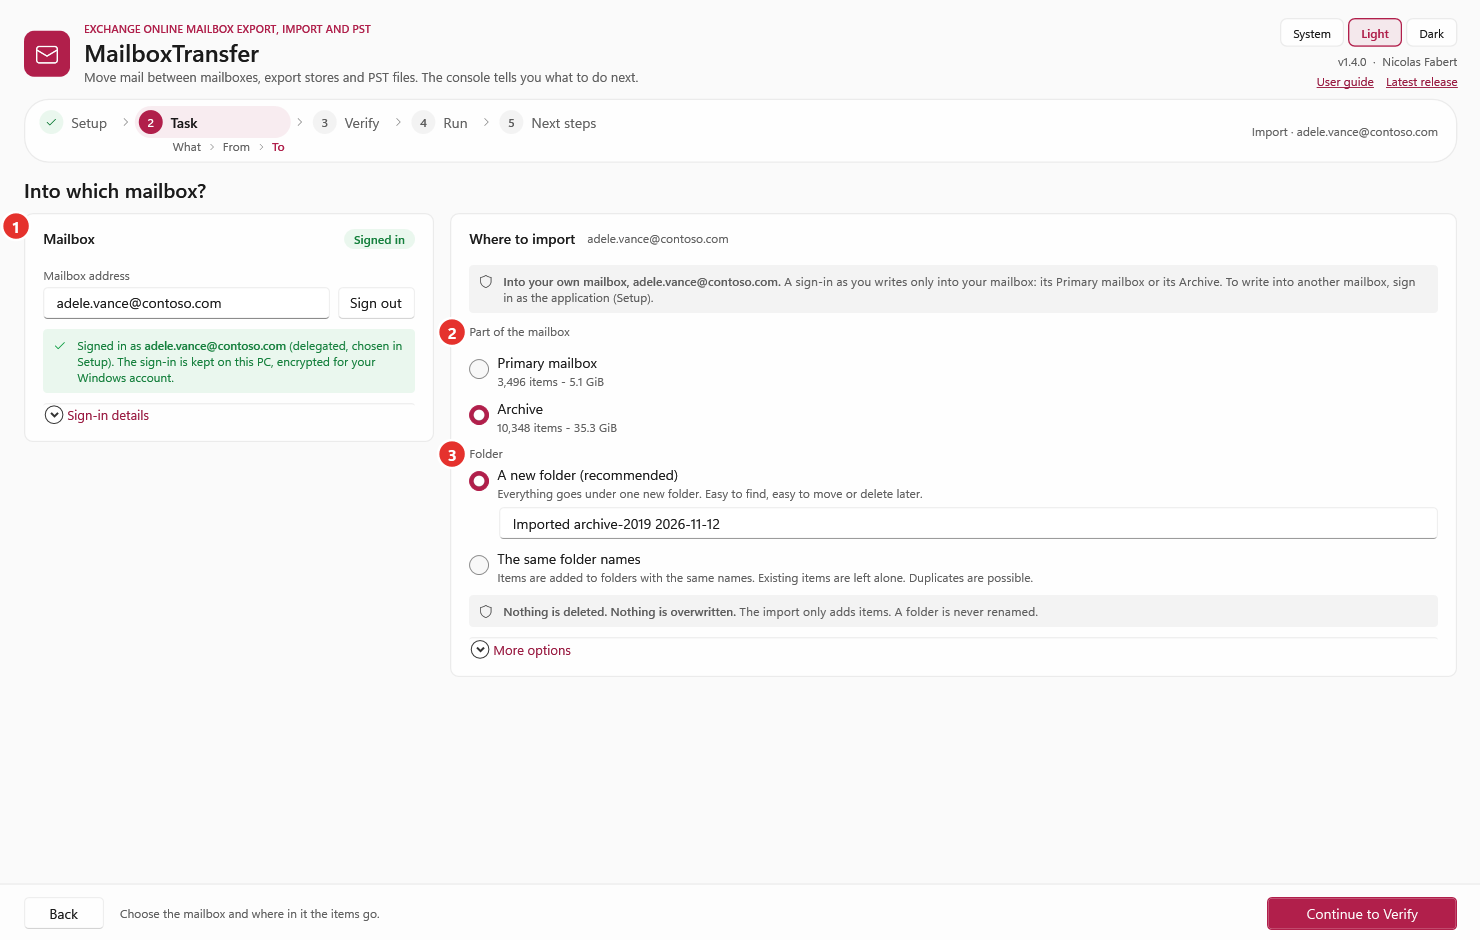 EXCHANGE ONLINE MAILBOX EXPORT, IMPORT AND PST
MailboxTransfer
Move mail between mailboxes, export stores and PST files. The console tells you what to do next.
System
Light
Dark
v1.4.0 · Nicolas Fabert
User guide
Latest release
Setup
2 Task
3 Verify
4 Run
5 Next steps
What > From > To
Import · adele.vance@contoso.com
Into which mailbox?
1
Mailbox
Signed in
Mailbox address
adele.vance@contoso.com
Sign out
Signed in as adele.vance@contoso.com (delegated, chosen in
Setup). The sign-in is kept on this PC, encrypted for your
Windows account.
Sign-in details
Where to import adele.vance@contoso.com
Into your own mailbox, adele.vance@contoso.com. A sign-in as you writes only into your mailbox: its Primary mailbox or its Archive. To write into another mailbox, sign
in as the application (Setup).
2
Part of the mailbox
Primary mailbox
3,496 items - 5.1 GiB
Archive
10,348 items - 35.3 GiB
3
Folder
A new folder (recommended)
Everything goes under one new folder. Easy to find, easy to move or delete later.
Imported archive-2019 2026-11-12
The same folder names
Items are added to folders with the same names. Existing items are left alone. Duplicates are possible.
Nothing is deleted. Nothing is overwritten. The import only adds items. A folder is never renamed.
More options
Back
Choose the mailbox and where in it the items go.
Continue to Verify